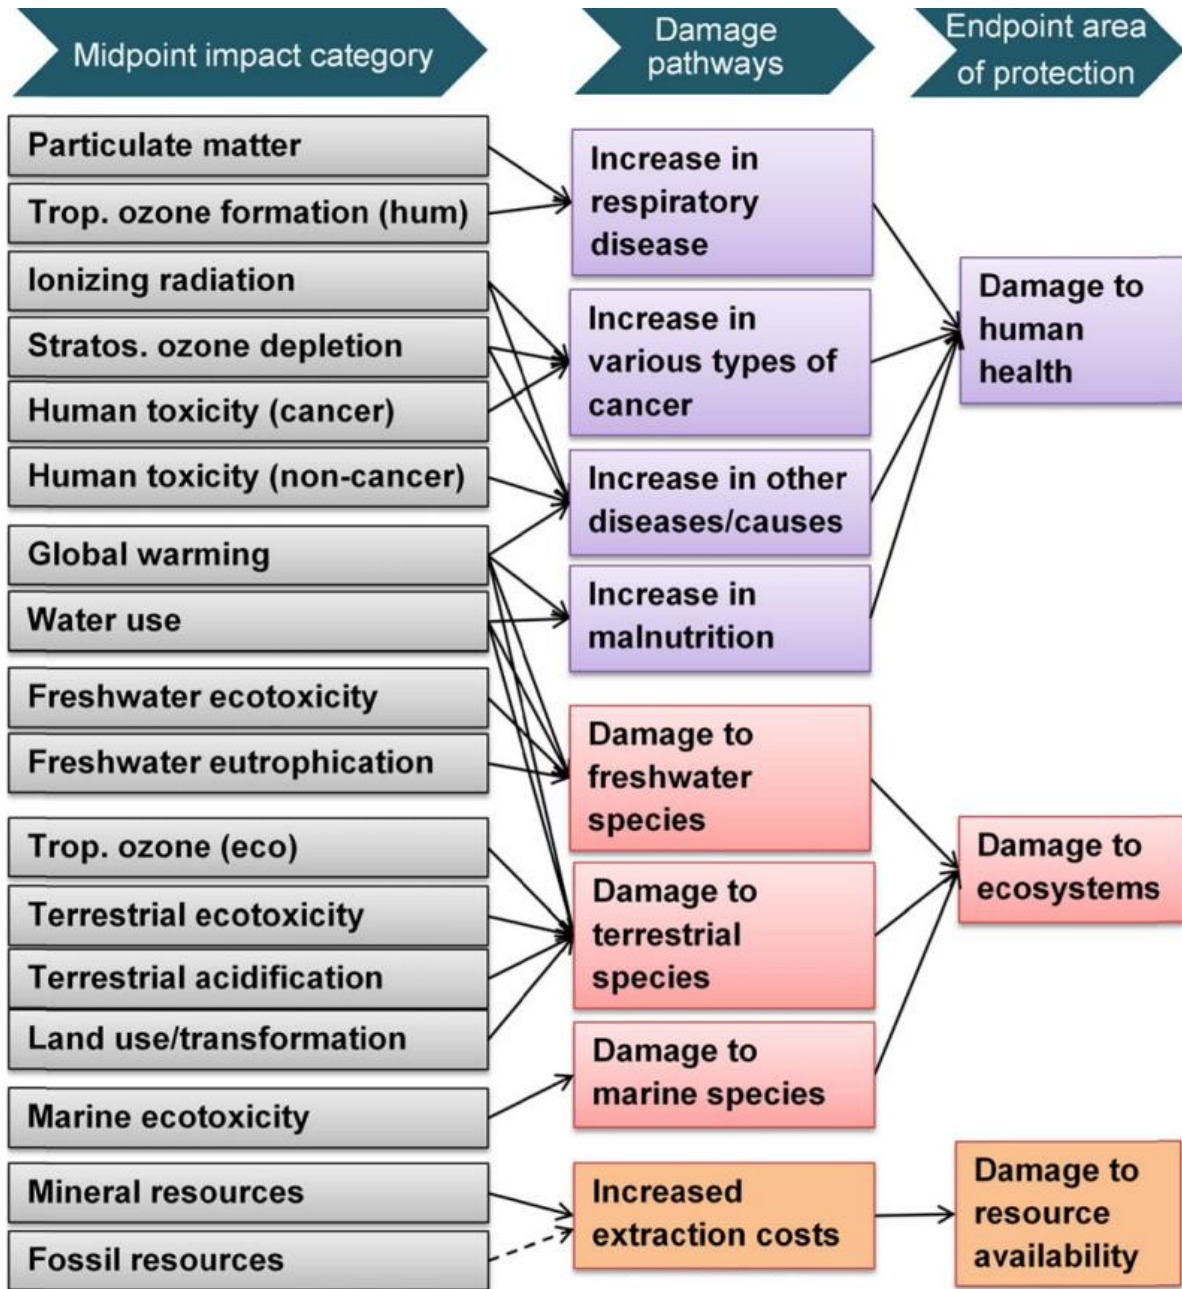 Midpoint impact category
Damage
pathways
Endpoint area
of protection
Particulate matter
Trop. ozone formation (hum)
Ionizing radiation
Stratos. ozone depletion
Human toxicity (cancer)
Human toxicity (non-cancer)
Global warming
Water use
Freshwater ecotoxicity
Freshwater eutrophication
Trop. ozone (eco)
Terrestrial ecotoxicity
Terrestrial acidification
Land use/transformation
Marine ecotoxicity
Mineral resources
Fossil resources
Increase in
respiratory
disease
Increase in
various types of
cancer
Increase in other
diseases/causes
Increase in
malnutrition
Damage to
freshwater
species
Damage to
terrestrial
species
Damage to
marine species
Increased
extraction costs
Damage to
human
health
Damage to
ecosystems
Damage to
resource
availability